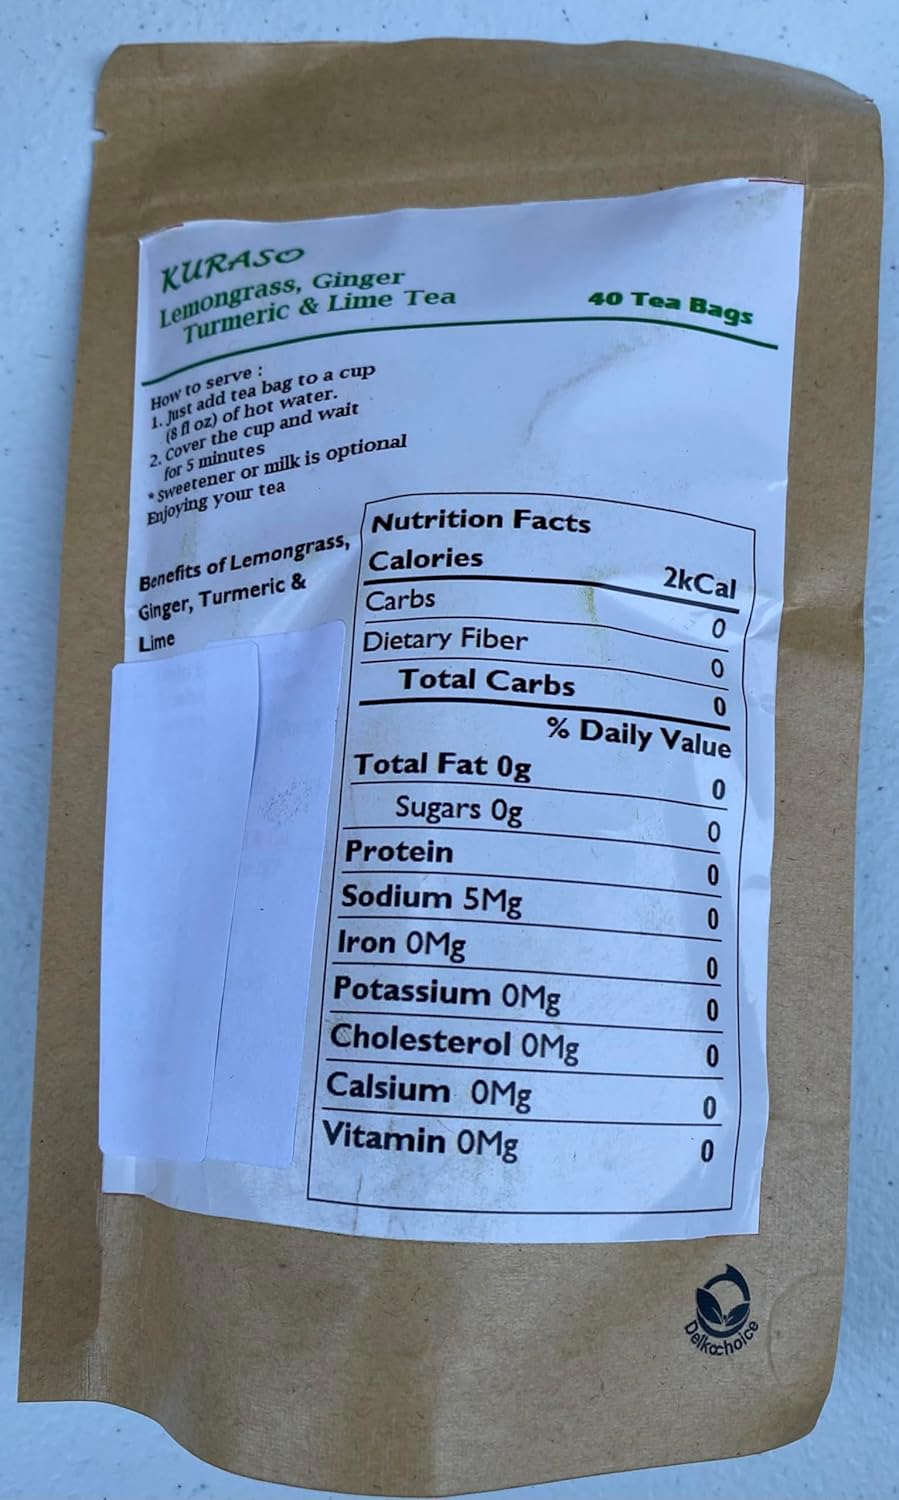 KURASO
Lemongrass, Ginger
Turmeric & Lime Tea
40 Tea Bags
How to serve :
1. Just add tea bag to a cup
(8 fl oz) of hot water.
2. Cover the cup and wait
for 5 minutes
* Sweetener or milk is optional
Enjoying your tea
Benefits of Lemongrass,
Ginger, Turmeric &
Lime
Nutrition Facts
Calories 2kCal
Carbs 0
Dietary Fiber 0
Total Carbs 0
% Daily Value
Total Fat 0g 0
Sugars 0g 0
Protein 0
Sodium 5Mg 0
Iron 0Mg 0
Potassium 0Mg 0
Cholesterol 0Mg 0
Calsium 0Mg 0
Vitamin 0Mg 0
Delkochoice